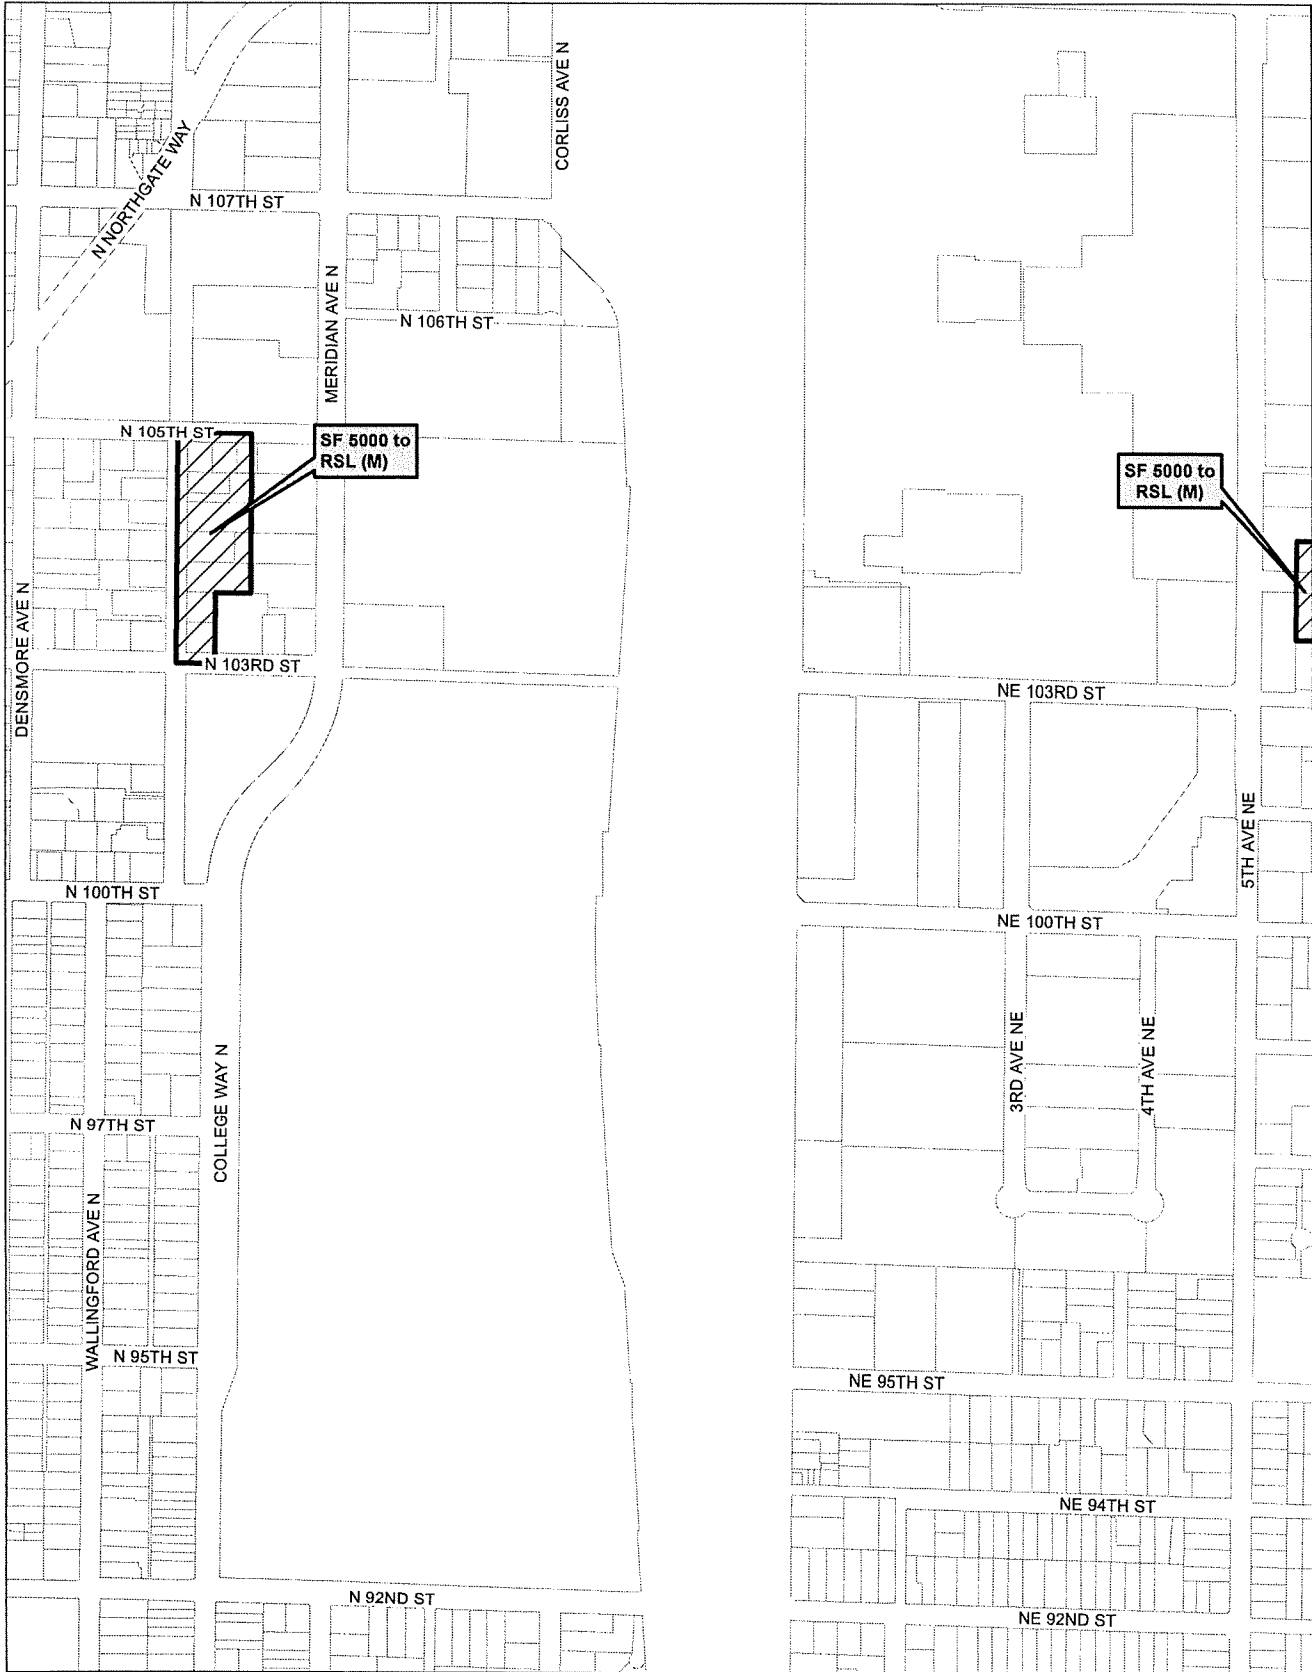 CORLISS AVE N
N NORTHGATE WAY
N 107TH ST
MERIDIAN AVE N
N 106TH ST
N 105TH ST
SF 5000 to
RSL (M)
SF 5000 to
RSL (M)
DENSMORE AVE N
N 103RD ST
NE 103RD ST
5TH AVE NE
N 100TH ST
NE 100TH ST
COLLEGE WAY N
3RD AVE NE
4TH AVE NE
N 97TH ST
WALLINGFORD AVE N
N 95TH ST
NE 95TH ST
NE 94TH ST
N 92ND ST
NE 92ND ST